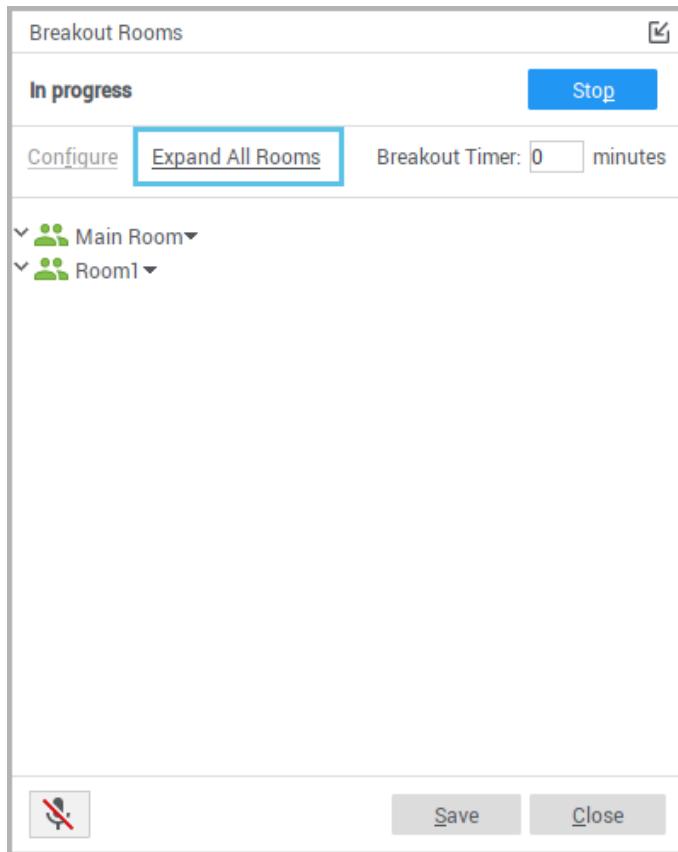 Breakout Rooms
In progress
Stop
Configure Expand All Rooms Breakout Timer: 0 minutes
Main Room
Room1
Save Close